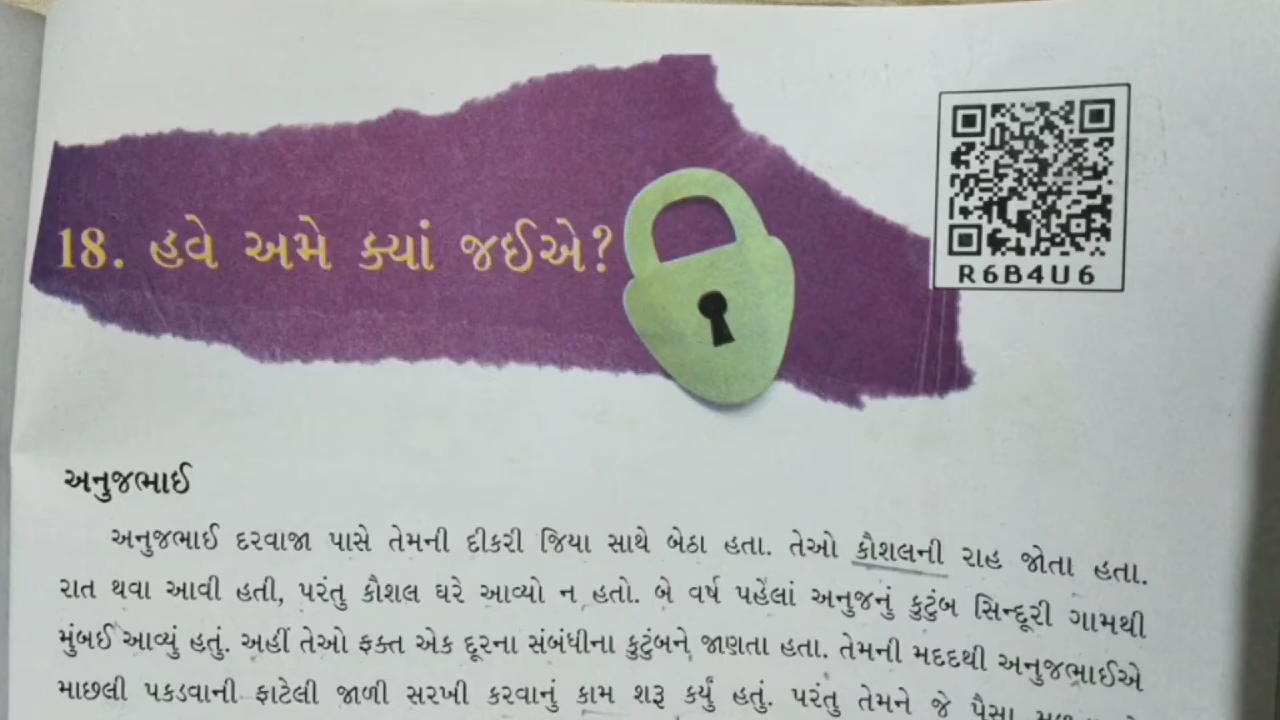 18. હવે અમે ક્યાં જઈએ?
R6B4U6
અનુજભાઈ
અનુજભાઈ દરવાજા પાસે તેમની દીકરી જિયા સાથે બેઠા હતા. તેઓ કૌશલની રાહ જોતા હતા.
રાત થવા આવી હતી, પરંતુ કૌશલ ઘરે આવ્યો ન હતો. બે વર્ષ પહેલાં અનુજનું કુટુંબ સિન્દૂરી ગામથી
મુંબઈ આવ્યું હતું. અહીં તેઓ ફક્ત એક દૂરના સંબંધીના કુટુંબને જાણતા હતા. તેમની મદદથી અનુજભાઈએ
માછલી પકડવાની ફાટેલી જાળી સરખી કરવાનું કામ શરૂ કર્યું હતું. પરંતુ તેમને જે પૈસા